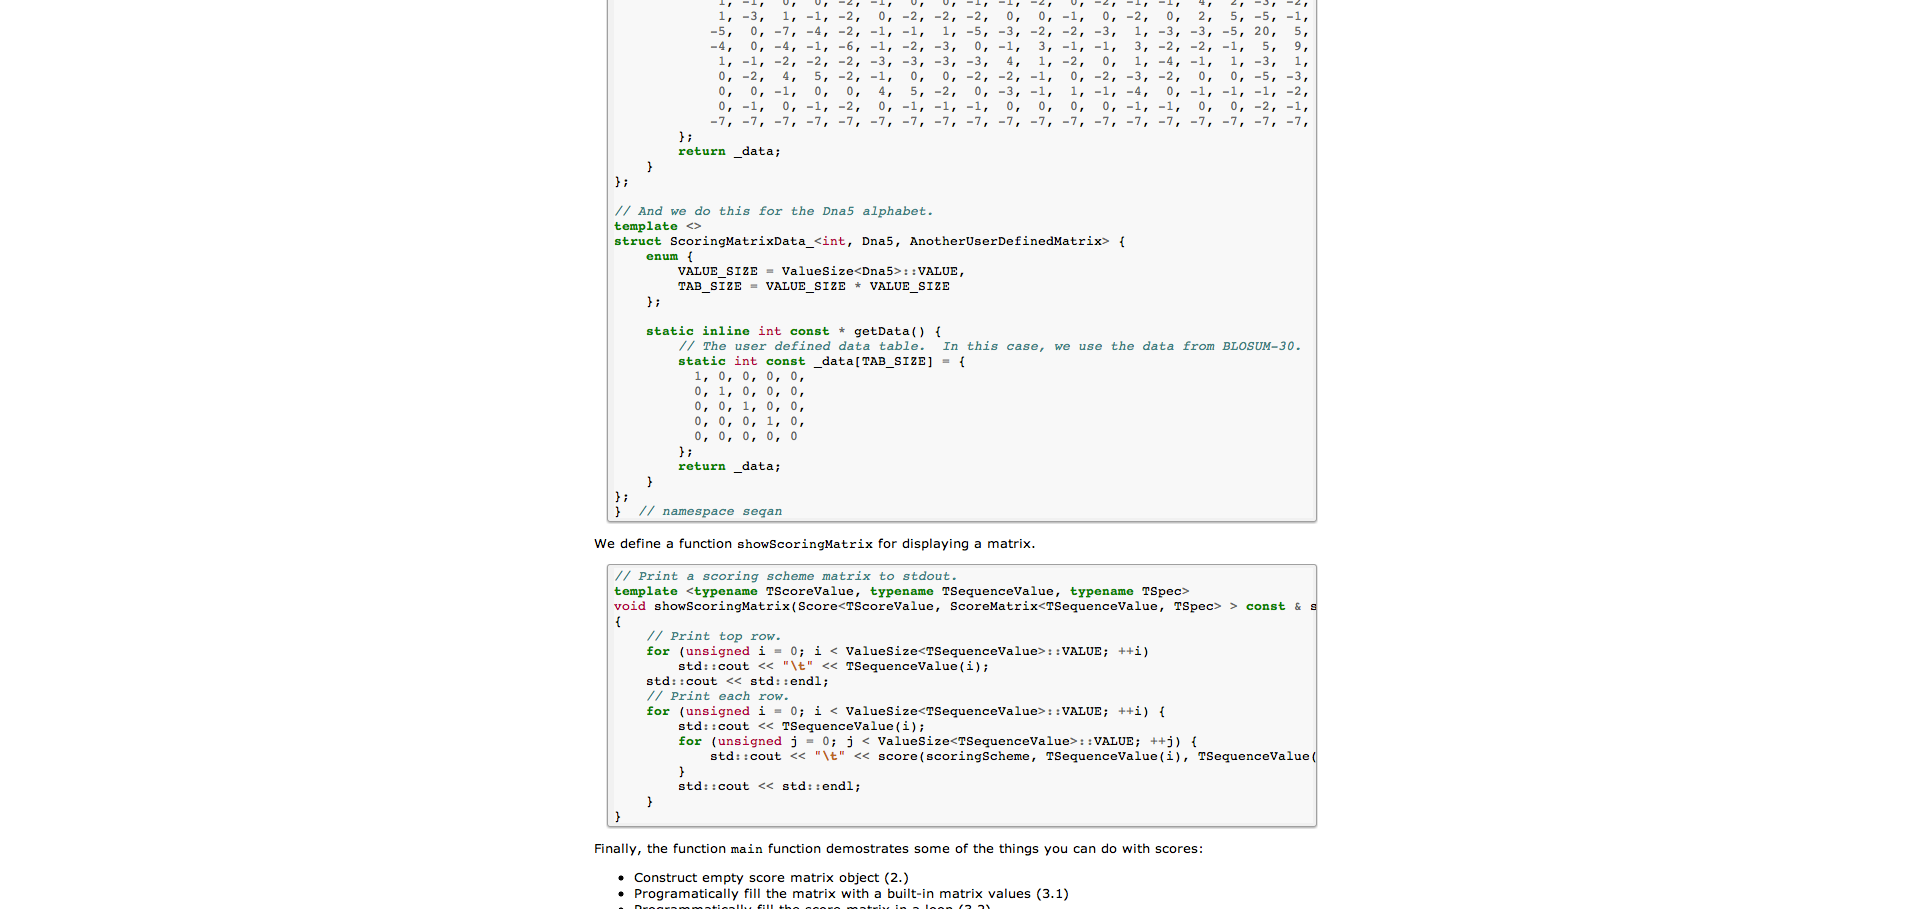 1, -3, 1, -1, -2, 0, -2, -2, -2, 0, 0, -1, 0, -2, 0, 2, 5, -5, -1,
-5, 0, -7, -4, -2, -1, -1, 1, -5, -3, -2, -2, -3, 1, -3, -3, -5, 20, 5,
-4, 0, -4, -1, -6, -1, -2, -3, 0, -1, 3, -1, -1, 3, -2, -2, -1, 5, 9,
1, -1, -2, -2, -2, -3, -3, -3, -3, 4, 1, -2, 0, 1, -4, -1, 1, -3, 1,
0, -2, 4, 5, -2, -1, 0, 0, -2, -2, -1, 0, -2, -3, -2, 0, 0, -5, -3,
0, 0, -1, 0, 0, 4, 5, -2, 0, -3, -1, 1, -1, -4, 0, -1, -1, -1, -2,
0, -1, 0, -1, -2, 0, -1, -1, -1, 0, 0, 0, 0, -1, -1, 0, 0, -2, -1,
-7, -7, -7, -7, -7, -7, -7, -7, -7, -7, -7, -7, -7, -7, -7, -7, -7, -7, -7,
};
return _data;
}
};
// And we do this for the Dna5 alphabet.
template <>
struct ScoringMatrixData_<int, Dna5, AnotherUserDefinedMatrix> {
enum {
VALUE_SIZE = ValueSize<Dna5>::VALUE,
TAB_SIZE = VALUE_SIZE * VALUE_SIZE
};
static inline int const * getData() {
// The user defined data table.  In this case, we use the data from BLOSUM-30.
static int const _data[TAB_SIZE] = {
1, 0, 0, 0, 0,
0, 1, 0, 0, 0,
0, 0, 1, 0, 0,
0, 0, 0, 1, 0,
0, 0, 0, 0, 0
};
return _data;
}
};
}  // namespace seqan
We define a function showScoringMatrix for displaying a matrix.
// Print a scoring scheme matrix to stdout.
template <typename TScoreValue, typename TSequenceValue, typename TSpec>
void showScoringMatrix(Score<TScoreValue, ScoreMatrix<TSequenceValue, TSpec> > const & s
{
// Print top row.
for (unsigned i = 0; i < ValueSize<TSequenceValue>::VALUE; ++i)
std::cout << "\t" << TSequenceValue(i);
std::cout << std::endl;
// Print each row.
for (unsigned i = 0; i < ValueSize<TSequenceValue>::VALUE; ++i) {
std::cout << TSequenceValue(i);
for (unsigned j = 0; j < ValueSize<TSequenceValue>::VALUE; ++j) {
std::cout << "\t" << score(scoringScheme, TSequenceValue(i), TSequenceValue(
}
std::cout << std::endl;
}
}
Finally, the function main function demostrates some of the things you can do with scores:
• Construct empty score matrix object (2.)
• Programatically fill the matrix with a built-in matrix values (3.1)
• Programmatically fill the score matrix in a loop (3.2)